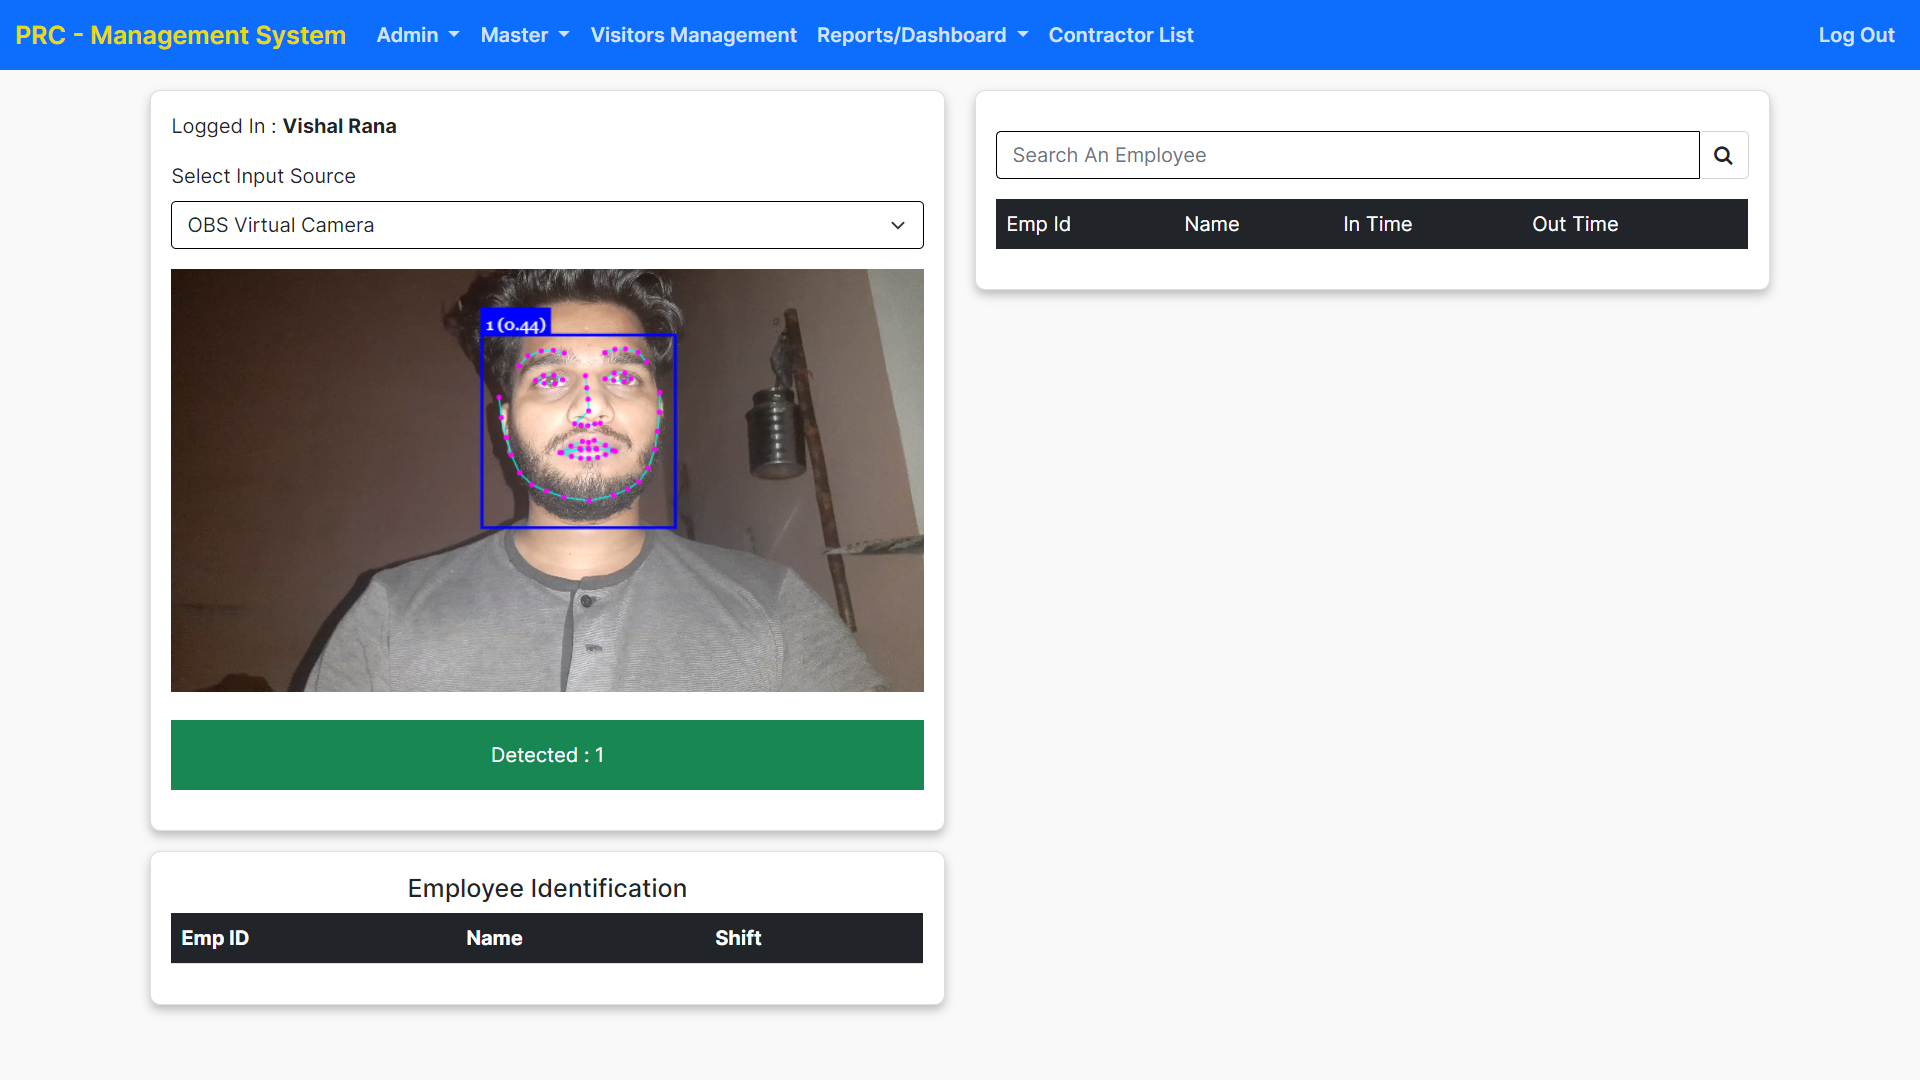 PRC - Management System Admin Master Visitors Management Reports/Dashboard Contractor List Log Out
Logged In : Vishal Rana
Select Input Source
OBS Virtual Camera
1 (0.44)
Detected : 1
Employee Identification
Emp ID Name Shift
Search An Employee
Emp Id Name In Time Out Time